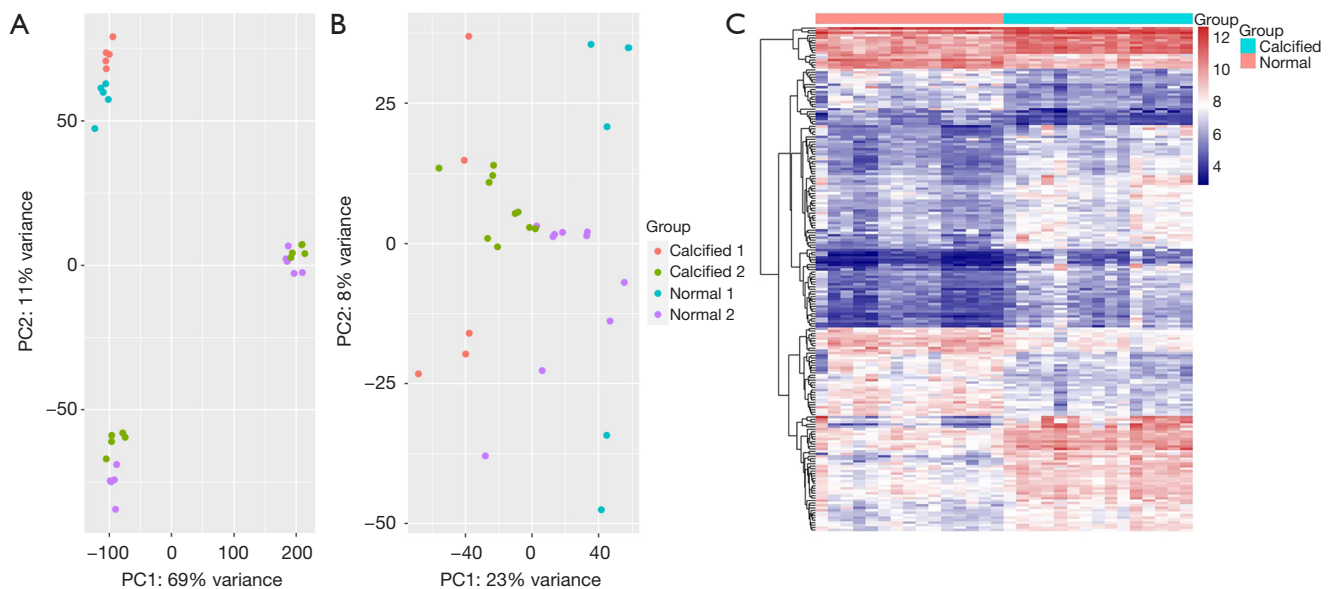 A
50
0
−50
PC2: 11% variance
−100
0
100
200
PC1: 69% variance
B
25
0
−25
−50
PC2: 8% variance
−40
0
40
PC1: 23% variance
Group
Calcified 1
Calcified 2
Normal 1
Normal 2
C
Group
12
10
8
6
4
Group
Calcified
Normal